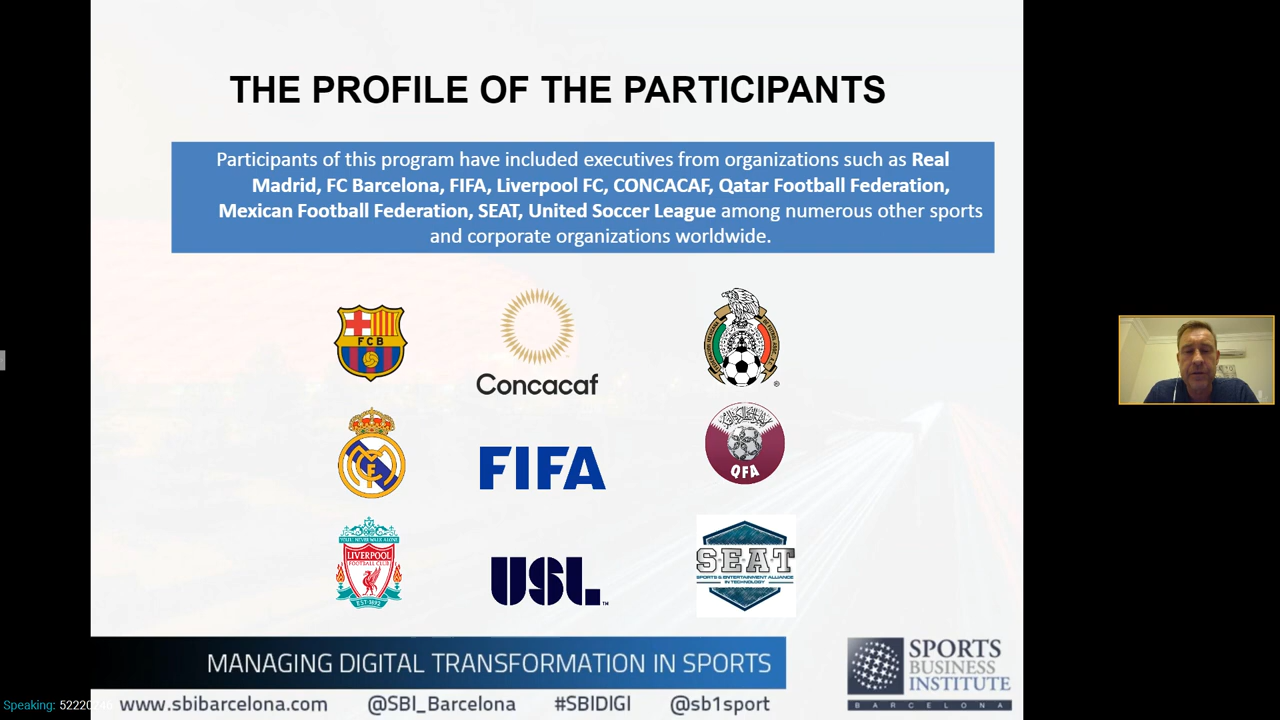 THE PROFILE OF THE PARTICIPANTS
Participants of this program have included executives from organizations such as Real
Madrid, FC Barcelona, FIFA, Liverpool FC, CONCACAF, Qatar Football Federation,
Mexican Football Federation, SEAT, United Soccer League among numerous other sports
and corporate organizations worldwide.
FCB
Concacaf
®
FIFA
QFA
YOU'LL NEVER WALK ALONE
LIVERPOOL
FOOTBALL CLUB
EST·1892
USL™
SEAT
SPORTS & ENTERTAINMENT ALLIANCE
IN TECHNOLOGY
MANAGING DIGITAL TRANSFORMATION IN SPORTS
SPORTS
BUSINESS
INSTITUTE
BARCELONA
www.sbibarcelona.com @SBI_Barcelona #SBIDIGI @sb1sport
Speaking: 5222